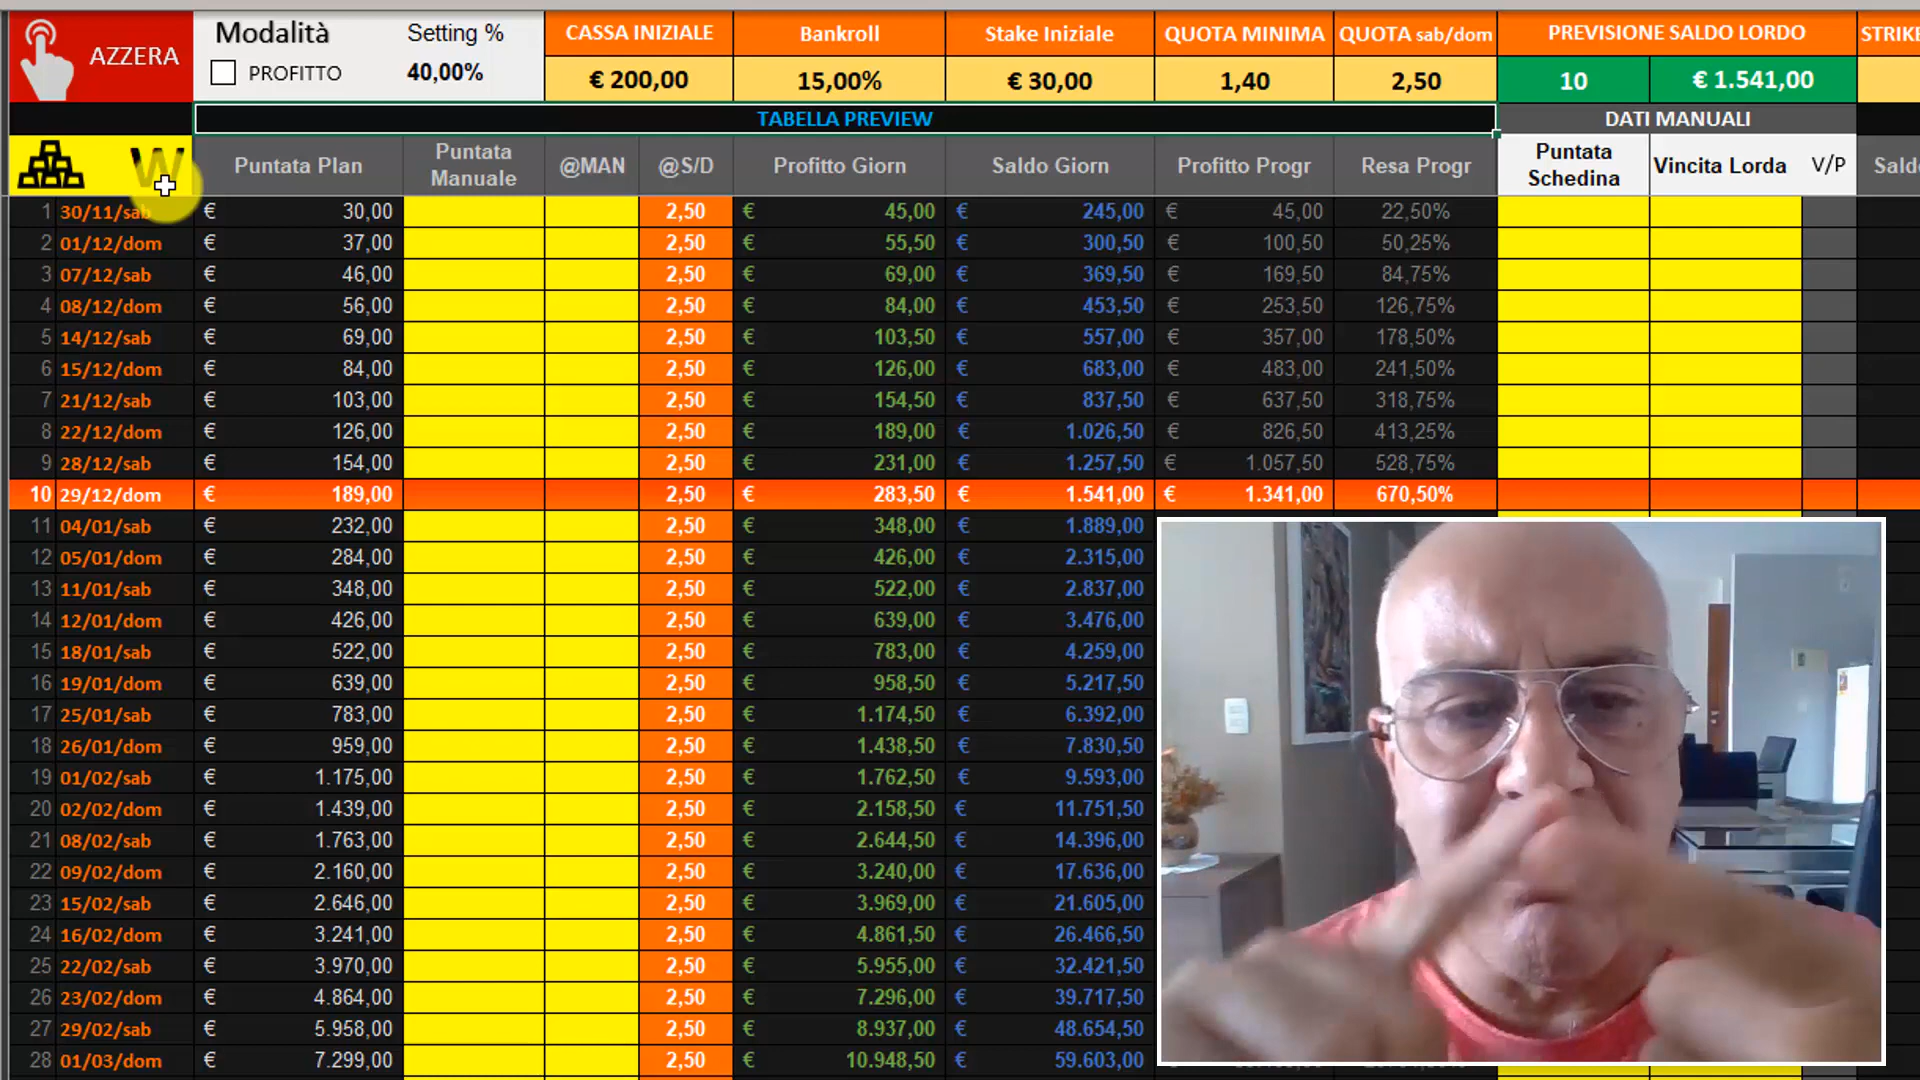 AZZERA
Modalità
Setting %
PROFITTO
40,00%
CASSA INIZIALE
Bankroll
Stake Iniziale
QUOTA MINIMA
QUOTA sab/dom
PREVISIONE SALDO LORDO
STRIKE
€ 200,00
15,00%
€ 30,00
1,40
2,50
10
€ 1.541,00
TABELLA PREVIEW
DATI MANUALI
W
Puntata Plan
Puntata Manuale
@MAN
@S/D
Profitto Giorn
Saldo Giorn
Profitto Progr
Resa Progr
Puntata Schedina
Vincita Lorda
V/P
1 30/11/sab € 30,00 2,50 € 45,00 € 245,00 € 45,00 22,50%
2 01/12/dom € 37,00 2,50 € 55,50 € 300,50 € 100,50 50,25%
3 07/12/sab € 46,00 2,50 € 69,00 € 369,50 € 169,50 84,75%
4 08/12/dom € 56,00 2,50 € 84,00 € 453,50 € 253,50 126,75%
5 14/12/sab € 69,00 2,50 € 103,50 € 557,00 € 357,00 178,50%
6 15/12/dom € 84,00 2,50 € 126,00 € 683,00 € 483,00 241,50%
7 21/12/sab € 103,00 2,50 € 154,50 € 837,50 € 637,50 318,75%
8 22/12/dom € 126,00 2,50 € 189,00 € 1.026,50 € 826,50 413,25%
9 28/12/sab € 154,00 2,50 € 231,00 € 1.257,50 € 1.057,50 528,75%
10 29/12/dom € 189,00 2,50 € 283,50 € 1.541,00 € 1.341,00 670,50%
11 04/01/sab € 232,00 2,50 € 348,00 € 1.889,00
12 05/01/dom € 284,00 2,50 € 426,00 € 2.315,00
13 11/01/sab € 348,00 2,50 € 522,00 € 2.837,00
14 12/01/dom € 426,00 2,50 € 639,00 € 3.476,00
15 18/01/sab € 522,00 2,50 € 783,00 € 4.259,00
16 19/01/dom € 639,00 2,50 € 958,50 € 5.217,50
17 25/01/sab € 783,00 2,50 € 1.174,50 € 6.392,00
18 26/01/dom € 959,00 2,50 € 1.438,50 € 7.830,50
19 01/02/sab € 1.175,00 2,50 € 1.762,50 € 9.593,00
20 02/02/dom € 1.439,00 2,50 € 2.158,50 € 11.751,50
21 08/02/sab € 1.763,00 2,50 € 2.644,50 € 14.396,00
22 09/02/dom € 2.160,00 2,50 € 3.240,00 € 17.636,00
23 15/02/sab € 2.646,00 2,50 € 3.969,00 € 21.605,00
24 16/02/dom € 3.241,00 2,50 € 4.861,50 € 26.466,50
25 22/02/sab € 3.970,00 2,50 € 5.955,00 € 32.421,50
26 23/02/dom € 4.864,00 2,50 € 7.296,00 € 39.717,50
27 29/02/sab € 5.958,00 2,50 € 8.937,00 € 48.654,50
28 01/03/dom € 7.299,00 2,50 € 10.948,50 € 59.603,00